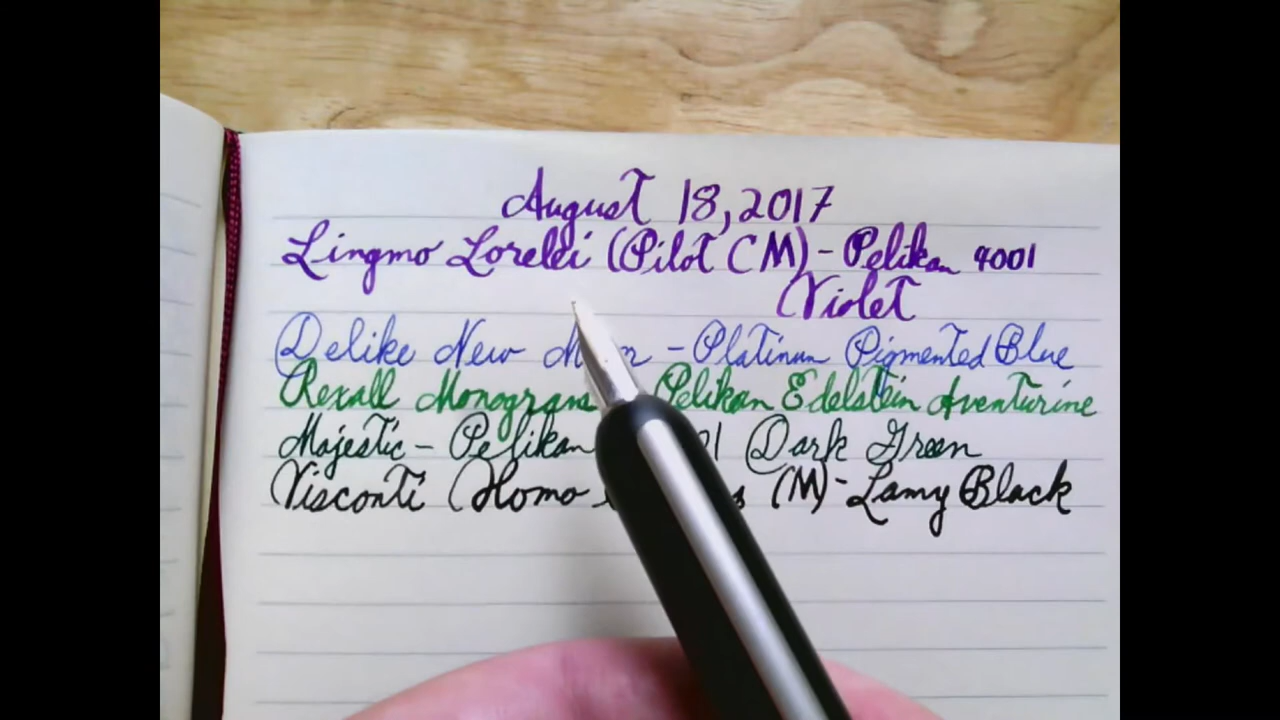 August 18, 2017
Lingmo Lorelei (Pilot CM) - Pelikan 4001
Violet
Delike New - Platinum Pigmented Blue
Rexall Monogram Pelikan Edelstein Aventurine
Majestic - Pelikan Dark Green
Visconti Homo (M) - Lamy Black